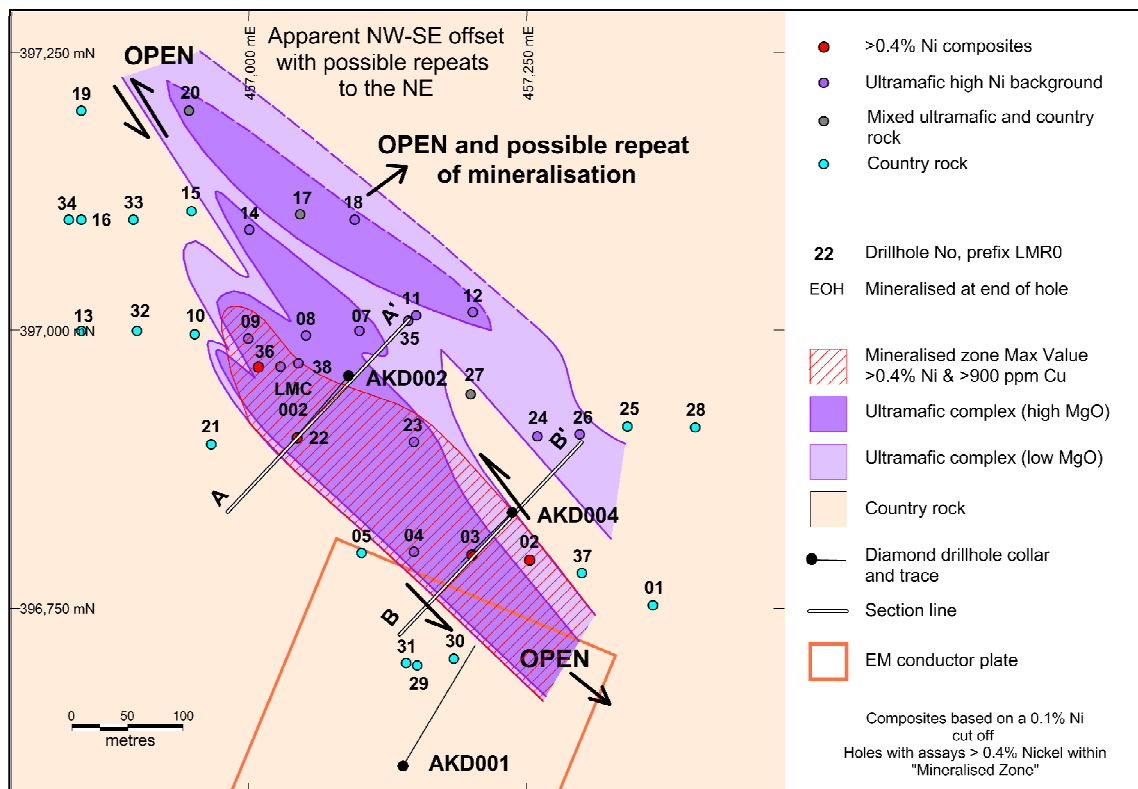 397,250 mN
OPEN
Apparent NW-SE offset
with possible repeats
to the NE
457,000 mE
457,250 mE
19
20
OPEN and possible repeat
of mineralisation
34
16
33
15
14
17
18
397,000 mN
13
32
10
09
08
07
11
A'
35
12
36
38
LMC
002
AKD002
27
21
22
23
24
26
25
28
A
B'
AKD004
05
04
03
02
37
01
396,750 mN
B
31
29
30
OPEN
0 50 100
metres
AKD001
>0.4% Ni composites
Ultramafic high Ni background
Mixed ultramafic and country
rock
Country rock
22 Drillhole No, prefix LMR0
EOH Mineralised at end of hole
Mineralised zone Max Value
>0.4% Ni & >900 ppm Cu
Ultramafic complex (high MgO)
Ultramafic complex (low MgO)
Country rock
Diamond drillhole collar
and trace
Section line
EM conductor plate
Composites based on a 0.1% Ni
cut off
Holes with assays > 0.4% Nickel within
"Mineralised Zone"